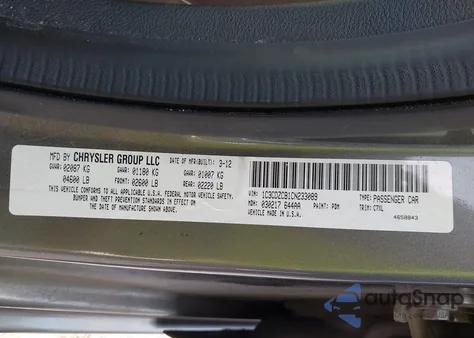 MFD BY CHRYSLER GROUP LLC DATE OF MFR(BUILT): 3-12
GVWR: 02087 KG GAWR: 01180 KG GAWR: 01007 KG
04600 LB FRONT: 02600 LB REAR: 02220 LB
THIS VEHICLE CONFORMS TO ALL APPLICABLE U.S.A. FEDERAL MOTOR VEHICLE SAFETY,
BUMPER AND THEFT PREVENTION STANDARDS IN EFFECT ON
THE DATE OF MANUFACTURE SHOWN ABOVE.
VIN: 1C3CDZCB1CN233089 TYPE: PASSENGER CAR
MDH: 030217 644AA PAINT: PDM TRIM: C7XL
VEHICLE MADE IN U.S.A. 4658843
autoSnap